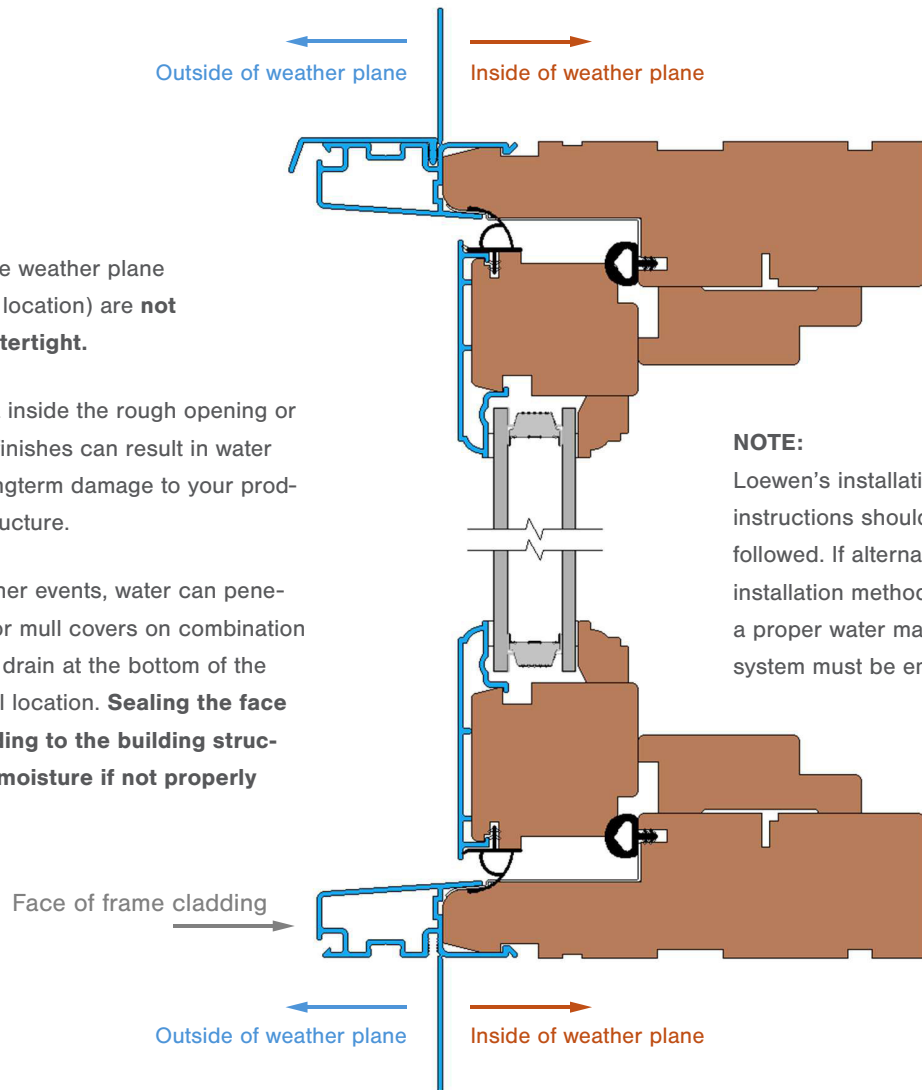 Outside of weather plane
Inside of weather plane
e weather plane
location) are not
tertight.
inside the rough opening or
finishes can result in water
ngterm damage to your prod-
ucture.
ner events, water can pene-
or mull covers on combination
drain at the bottom of the
l location. Sealing the face
ding to the building struc-
moisture if not properly
NOTE:
Loewen's installati
instructions should
followed. If alterna
installation method
a proper water ma
system must be en
Face of frame cladding
Outside of weather plane
Inside of weather plane